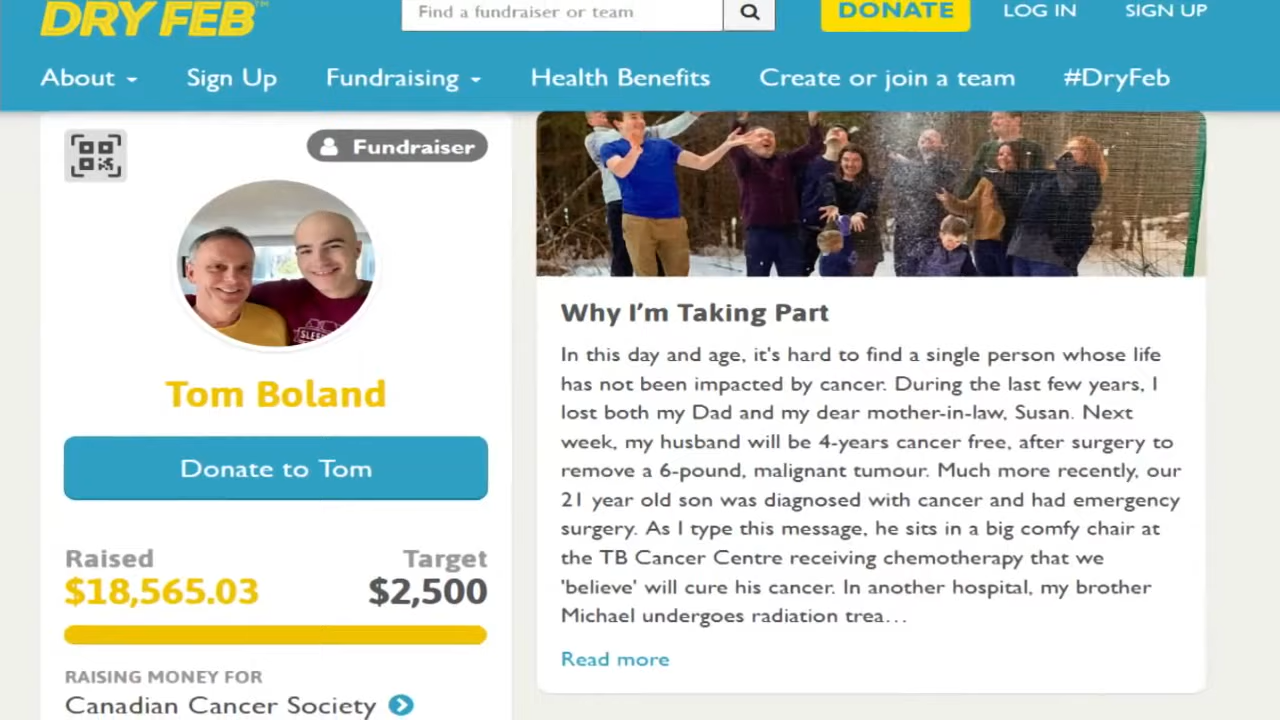 DRY FEB™
Find a fundraiser or team
DONATE
LOG IN
SIGN UP
About
Sign Up
Fundraising
Health Benefits
Create or join a team
#DryFeb
Fundraiser
Tom Boland
Donate to Tom
Raised
Target
$18,565.03
$2,500
RAISING MONEY FOR
Canadian Cancer Society
Why I'm Taking Part
In this day and age, it's hard to find a single person whose life
has not been impacted by cancer. During the last few years, I
lost both my Dad and my dear mother-in-law, Susan. Next
week, my husband will be 4-years cancer free, after surgery to
remove a 6-pound, malignant tumour. Much more recently, our
21 year old son was diagnosed with cancer and had emergency
surgery. As I type this message, he sits in a big comfy chair at
the TB Cancer Centre receiving chemotherapy that we
'believe' will cure his cancer. In another hospital, my brother
Michael undergoes radiation trea…
Read more